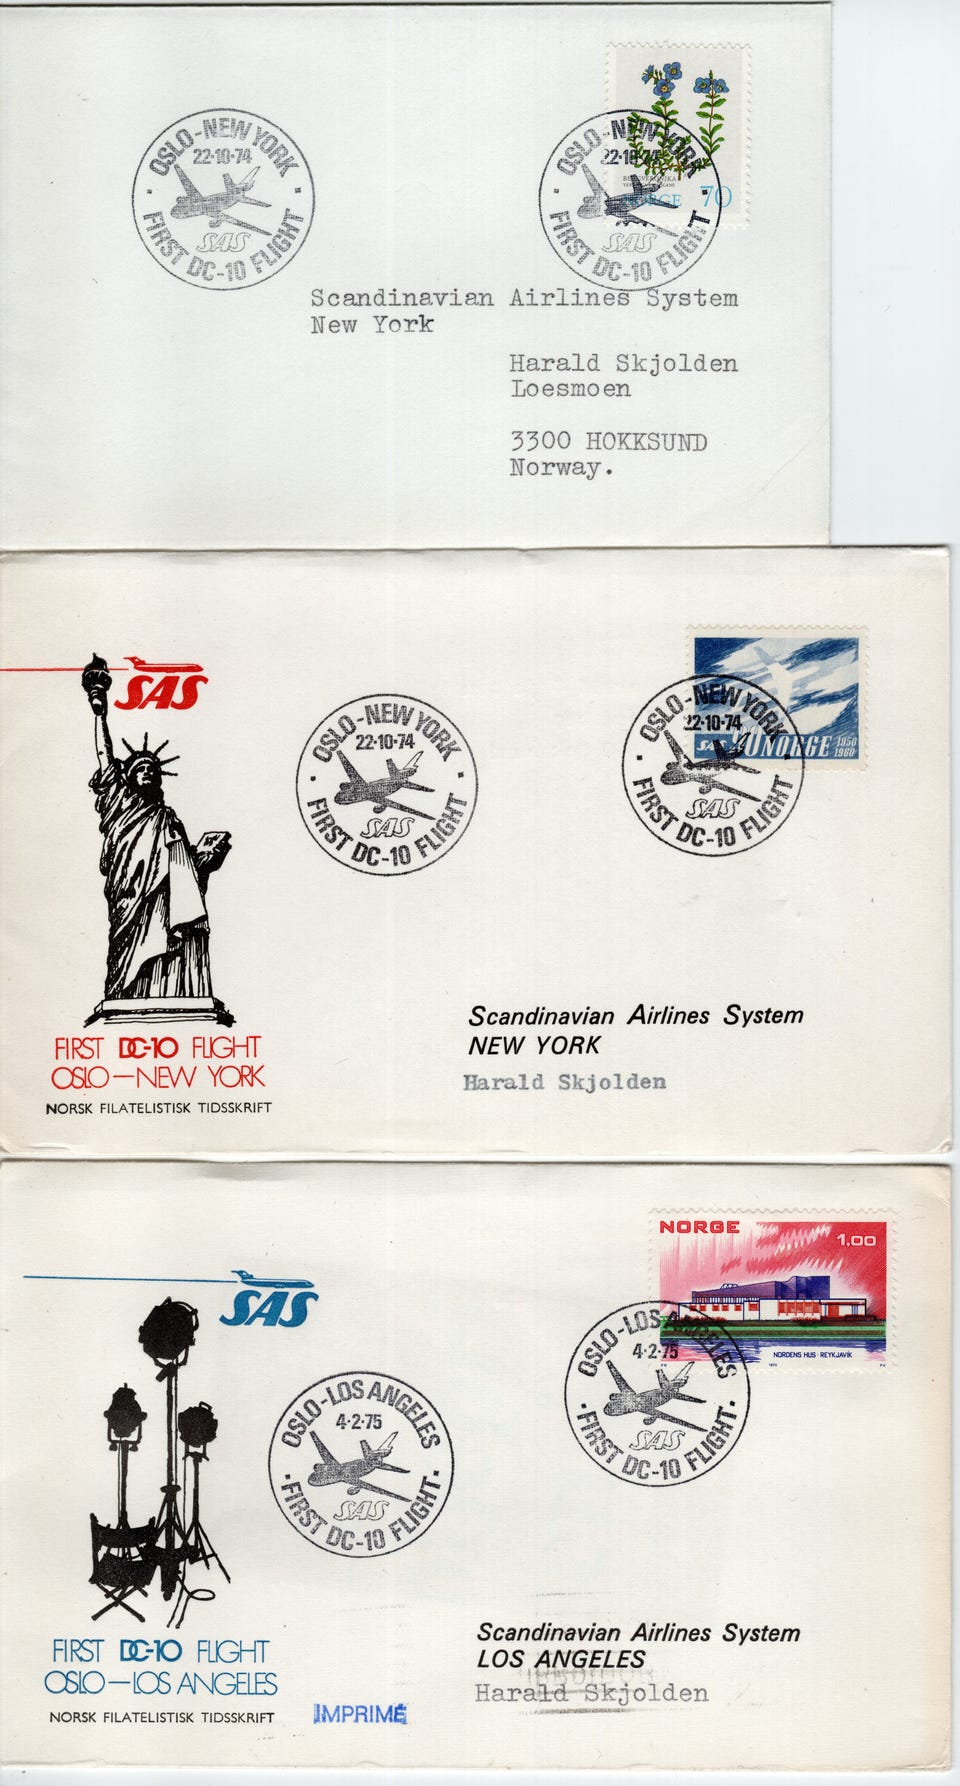 OSLO-NEW YORK
22·10·74
SAS
FIRST DC-10 FLIGHT
OSLO-NEW YORK
22·10·74
SAS
FIRST DC-10 FLIGHT
NORGE 70
Scandinavian Airlines System
New York
Harald Skjolden
Loesmoen
3300 HOKKSUND
Norway.
SAS
OSLO-NEW YORK
22·10·74
SAS
FIRST DC-10 FLIGHT
OSLO-NEW YORK
22·10·74
SAS
FIRST DC-10 FLIGHT
SAS 90 NORGE 1950
1960
Scandinavian Airlines System
NEW YORK
Harald Skjolden
FIRST DC-10 FLIGHT
OSLO—NEW YORK
NORSK FILATELISTISK TIDSSKRIFT
NORGE
1,00
NORDENS HUS · REYKJAVÍK
SAS
OSLO-LOS ANGELES
4·2·75
SAS
·FIRST DC-10 FLIGHT·
OSLO-LOS ANGELES
4·2·75
SAS
·FIRST DC-10 FLIGHT·
Scandinavian Airlines System
LOS ANGELES
Harald Skjolden
FIRST DC-10 FLIGHT
OSLO—LOS ANGELES
NORSK FILATELISTISK TIDSSKRIFT
IMPRIMÉ